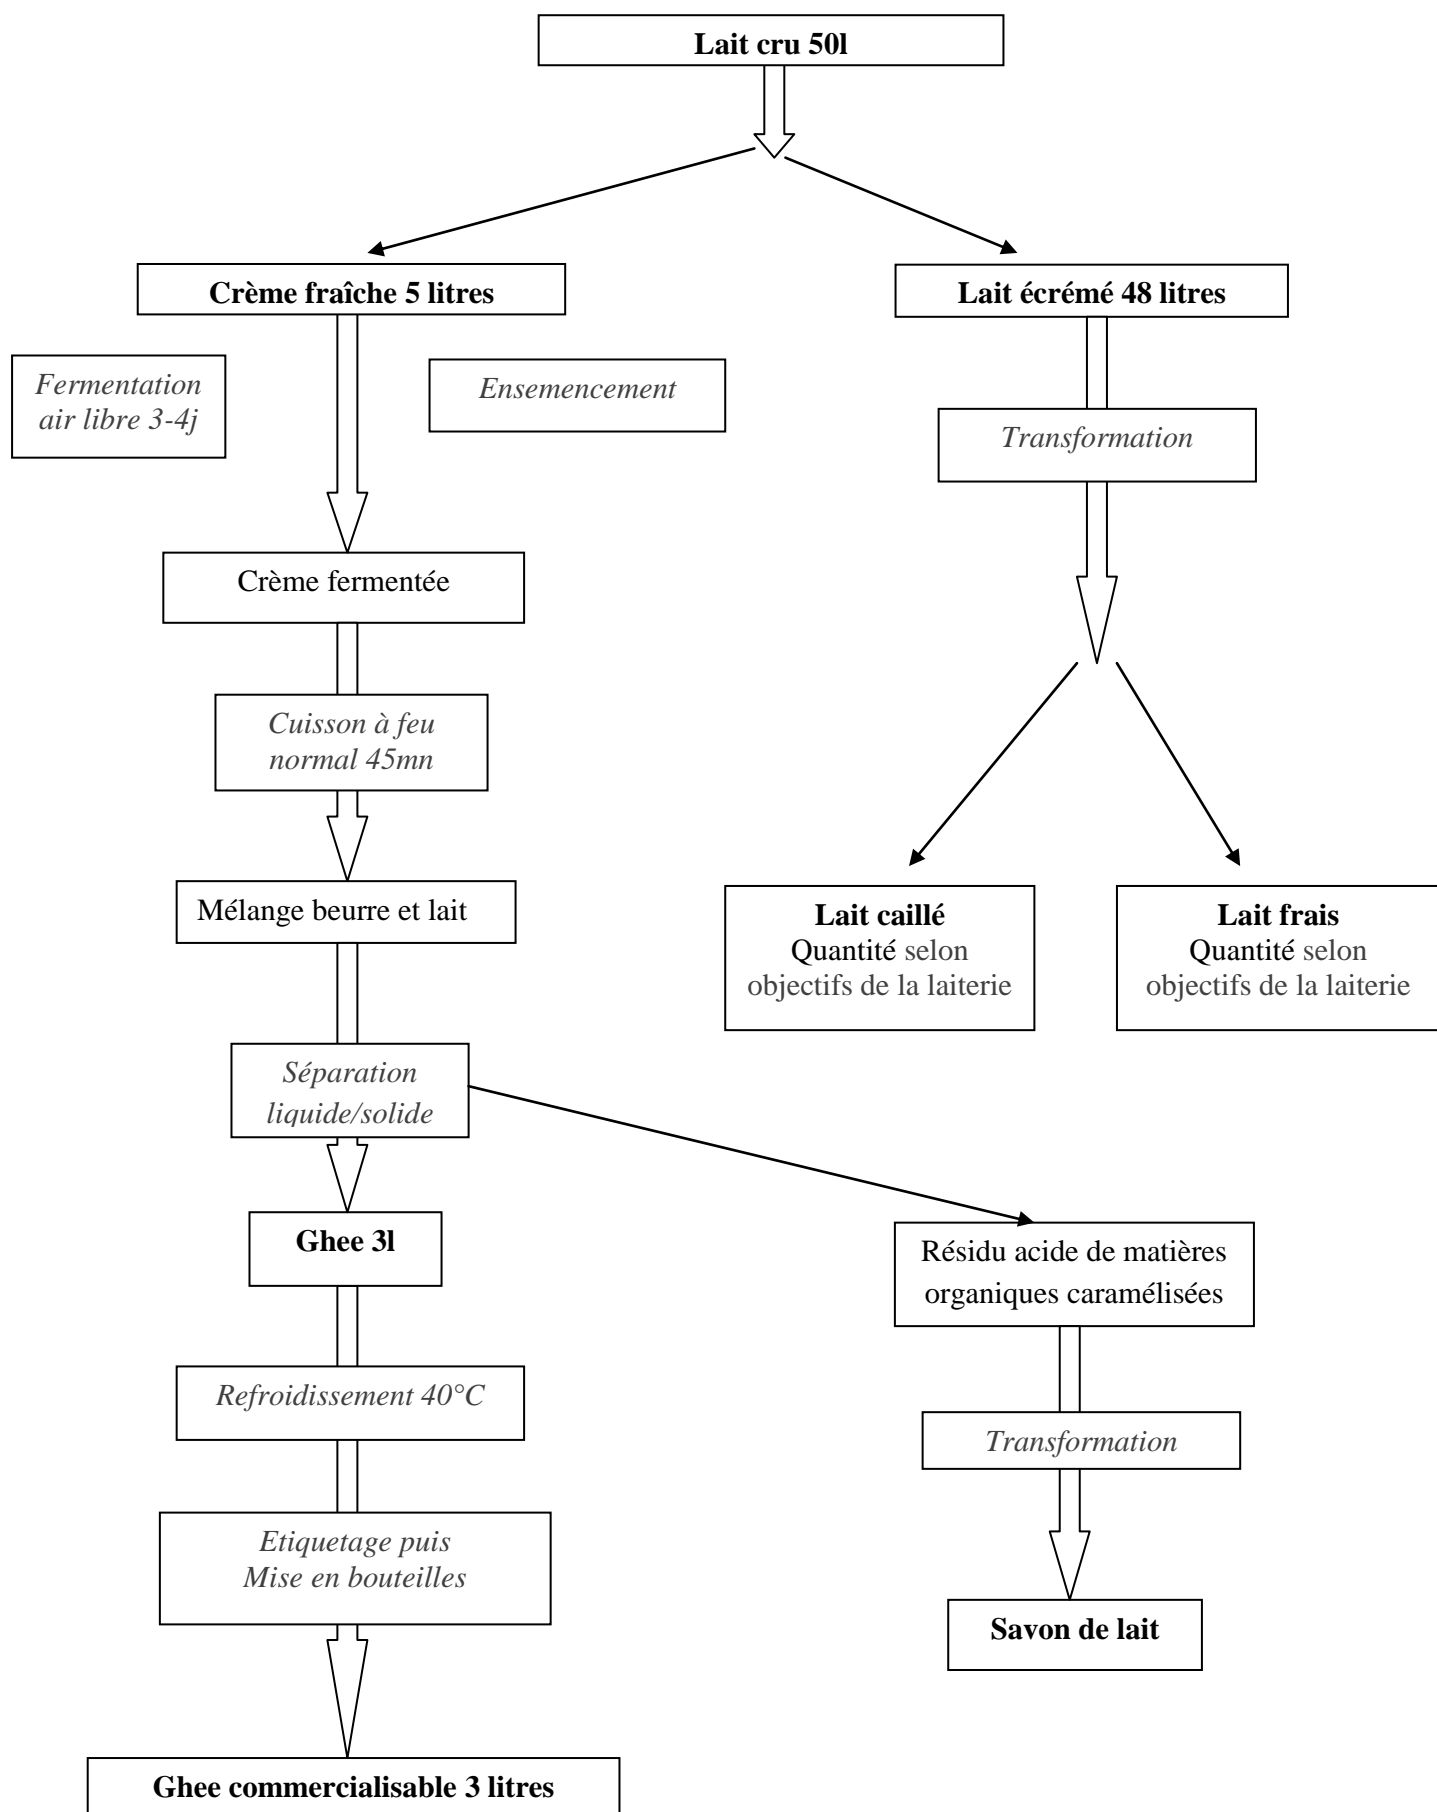 Lait cru 50l
Crème fraîche 5 litres
Lait écrémé 48 litres
Fermentation
air libre 3-4j
Ensemencement
Transformation
Crème fermentée
Cuisson à feu
normal 45mn
Mélange beurre et lait
Lait caillé
Quantité selon
objectifs de la laiterie
Lait frais
Quantité selon
objectifs de la laiterie
Séparation
liquide/solide
Ghee 3l
Résidu acide de matières
organiques caramélisées
Refroidissement 40°C
Transformation
Etiquetage puis
Mise en bouteilles
Savon de lait
Ghee commercialisable 3 litres